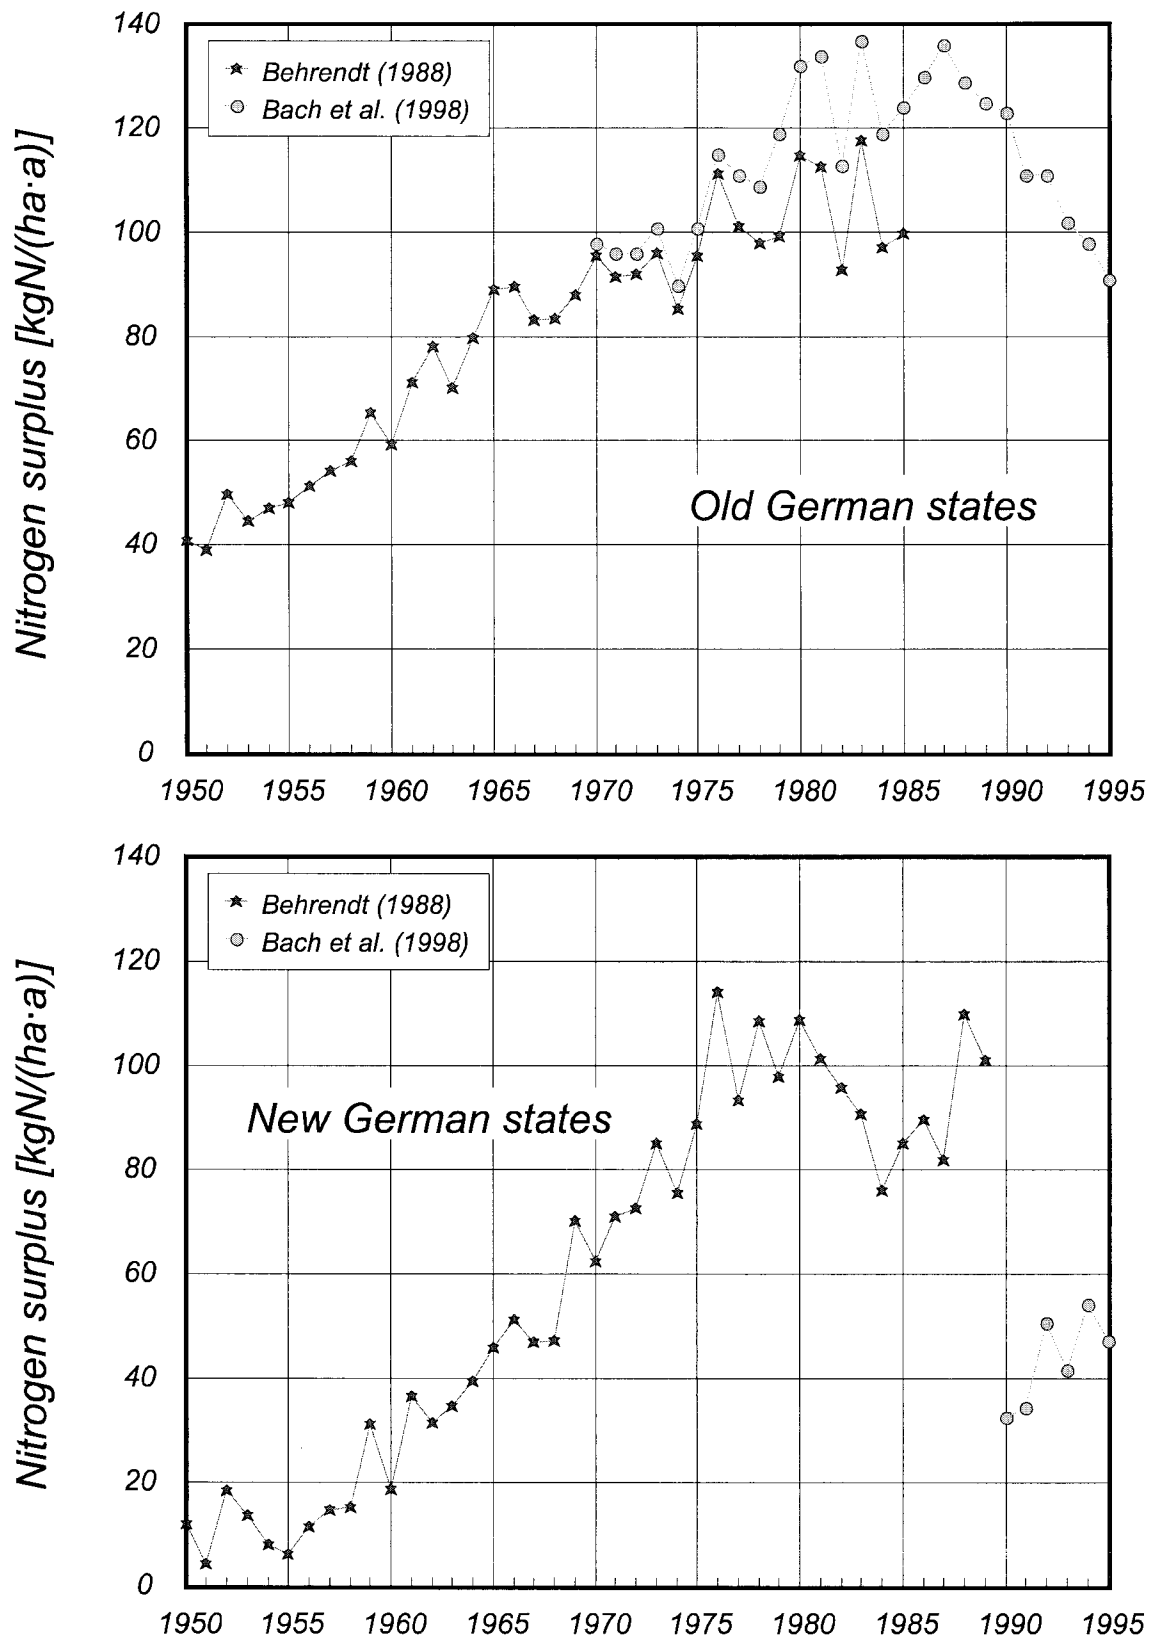 140
120
100
80
60
40
20
0
Nitrogen surplus [kgN/(ha·a)]
Behrendt (1988)
Bach et al. (1998)
Old German states
1950 1955 1960 1965 1970 1975 1980 1985 1990 1995
140
120
100
80
60
40
20
0
Nitrogen surplus [kgN/(ha·a)]
Behrendt (1988)
Bach et al. (1998)
New German states
1950 1955 1960 1965 1970 1975 1980 1985 1990 1995